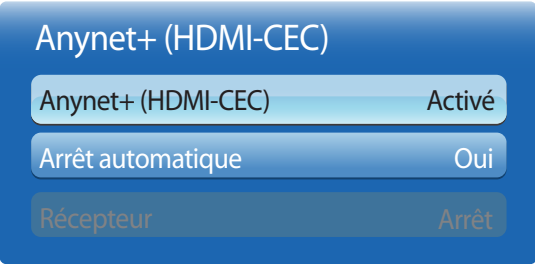 Anynet+ (HDMI-CEC)
Anynet+ (HDMI-CEC) Activé
Arrêt automatique Oui
Récepteur Arrêt